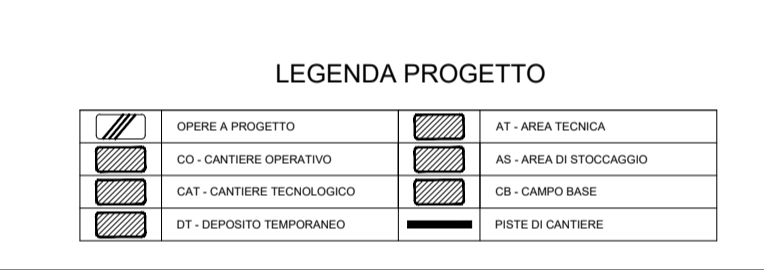 LEGENDA PROGETTO
OPERE A PROGETTO
AT - AREA TECNICA
CO - CANTIERE OPERATIVO
AS - AREA DI STOCCAGGIO
CAT - CANTIERE TECNOLOGICO
CB - CAMPO BASE
DT - DEPOSITO TEMPORANEO
PISTE DI CANTIERE